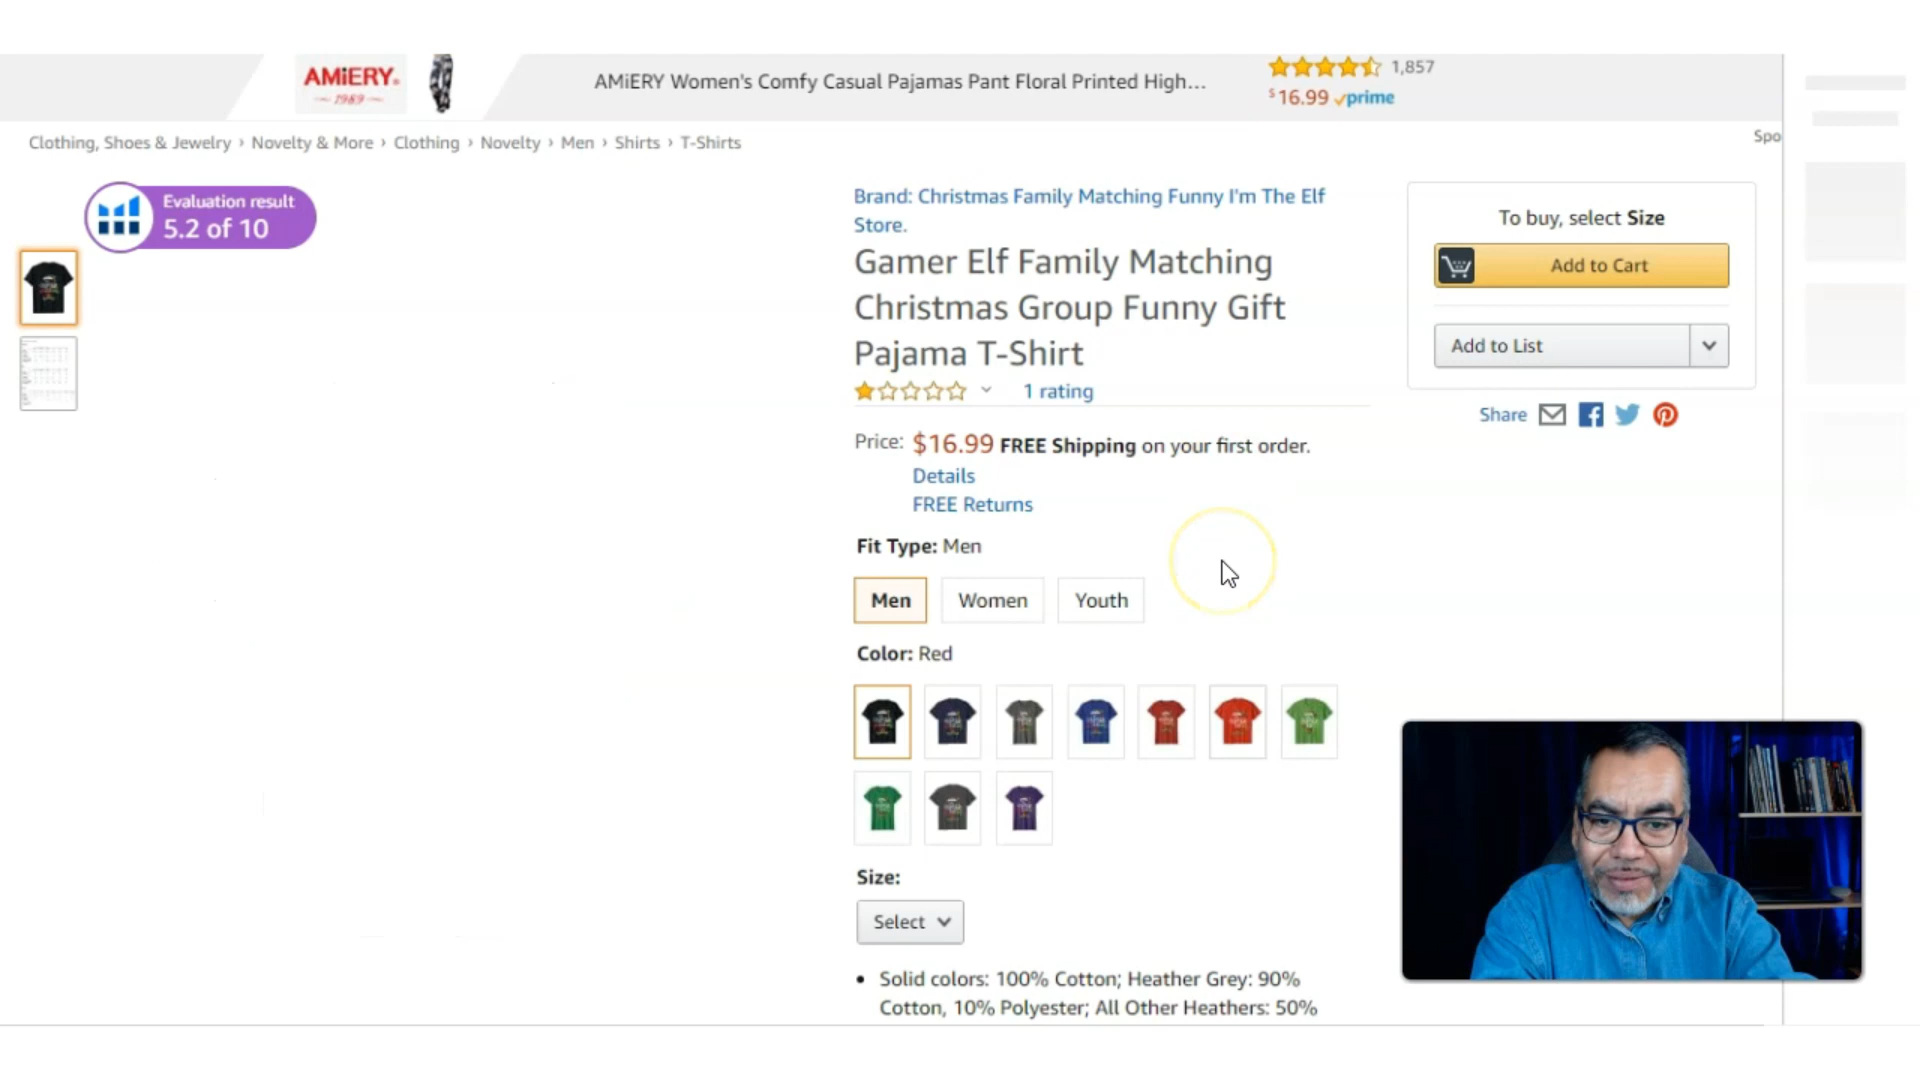 AMiERY.
1989
AMiERY Women's Comfy Casual Pajamas Pant Floral Printed High...
1,857
$16.99 prime
Clothing, Shoes & Jewelry › Novelty & More › Clothing › Novelty › Men › Shirts › T-Shirts
Spo
Evaluation result
5.2 of 10
Brand: Christmas Family Matching Funny I'm The Elf
Store.
Gamer Elf Family Matching
Christmas Group Funny Gift
Pajama T-Shirt
1 rating
Price: $16.99 FREE Shipping on your first order.
Details
FREE Returns
Fit Type: Men
Men Women Youth
Color: Red
Size:
Select
• Solid colors: 100% Cotton; Heather Grey: 90%
Cotton, 10% Polyester; All Other Heathers: 50%
To buy, select Size
Add to Cart
Add to List
Share